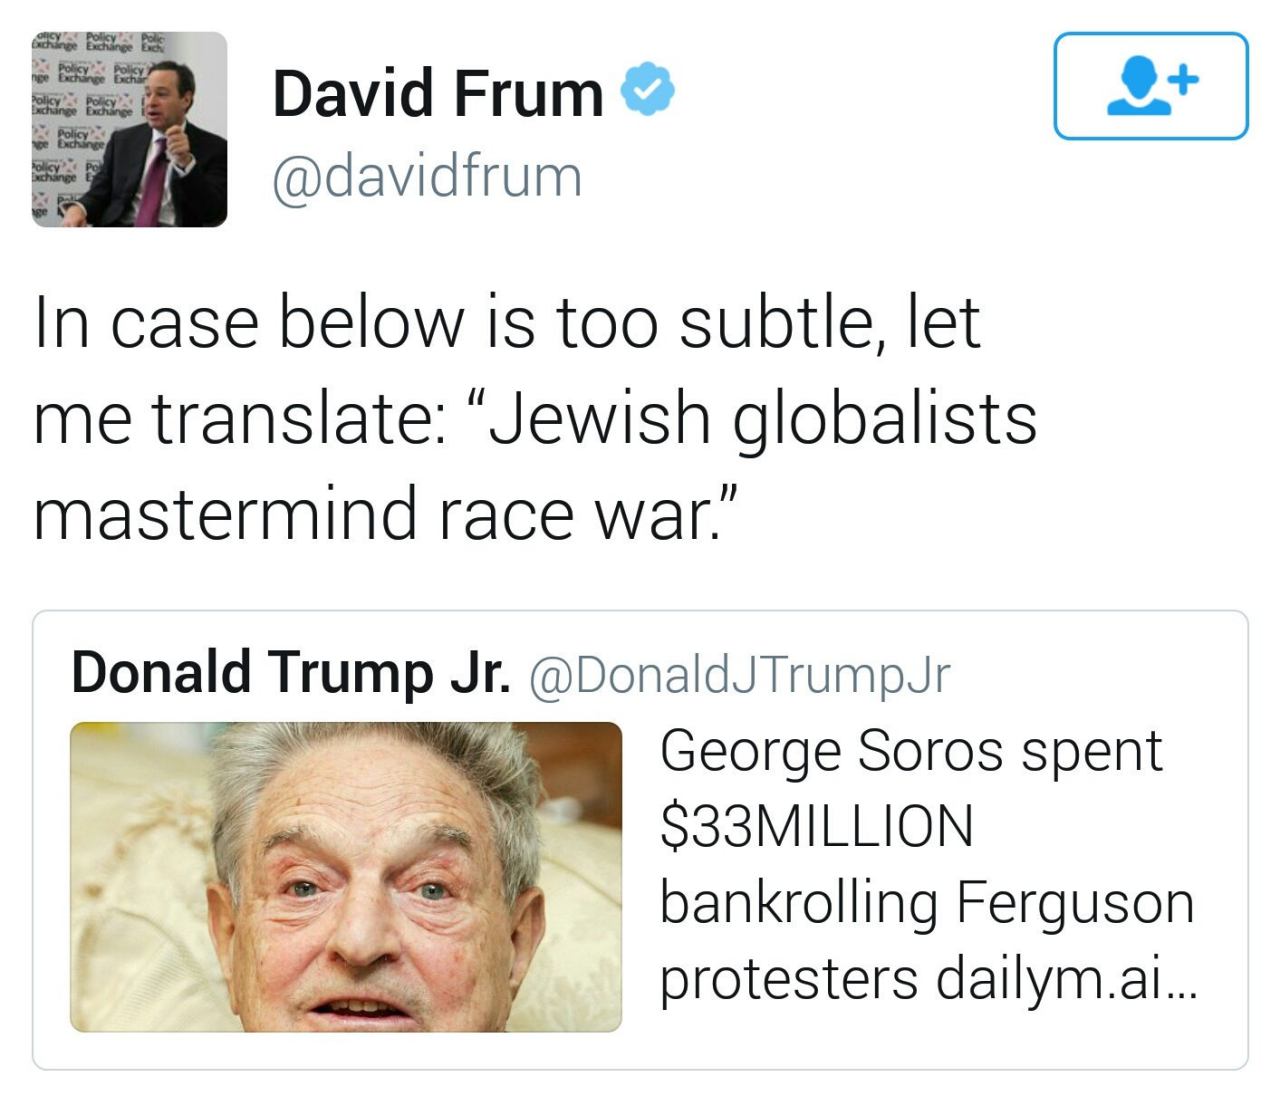 David Frum
@davidfrum
In case below is too subtle, let
me translate: “Jewish globalists
mastermind race war.”
Donald Trump Jr. @DonaldJTrumpJr
George Soros spent
$33MILLION
bankrolling Ferguson
protesters dailym.ai…